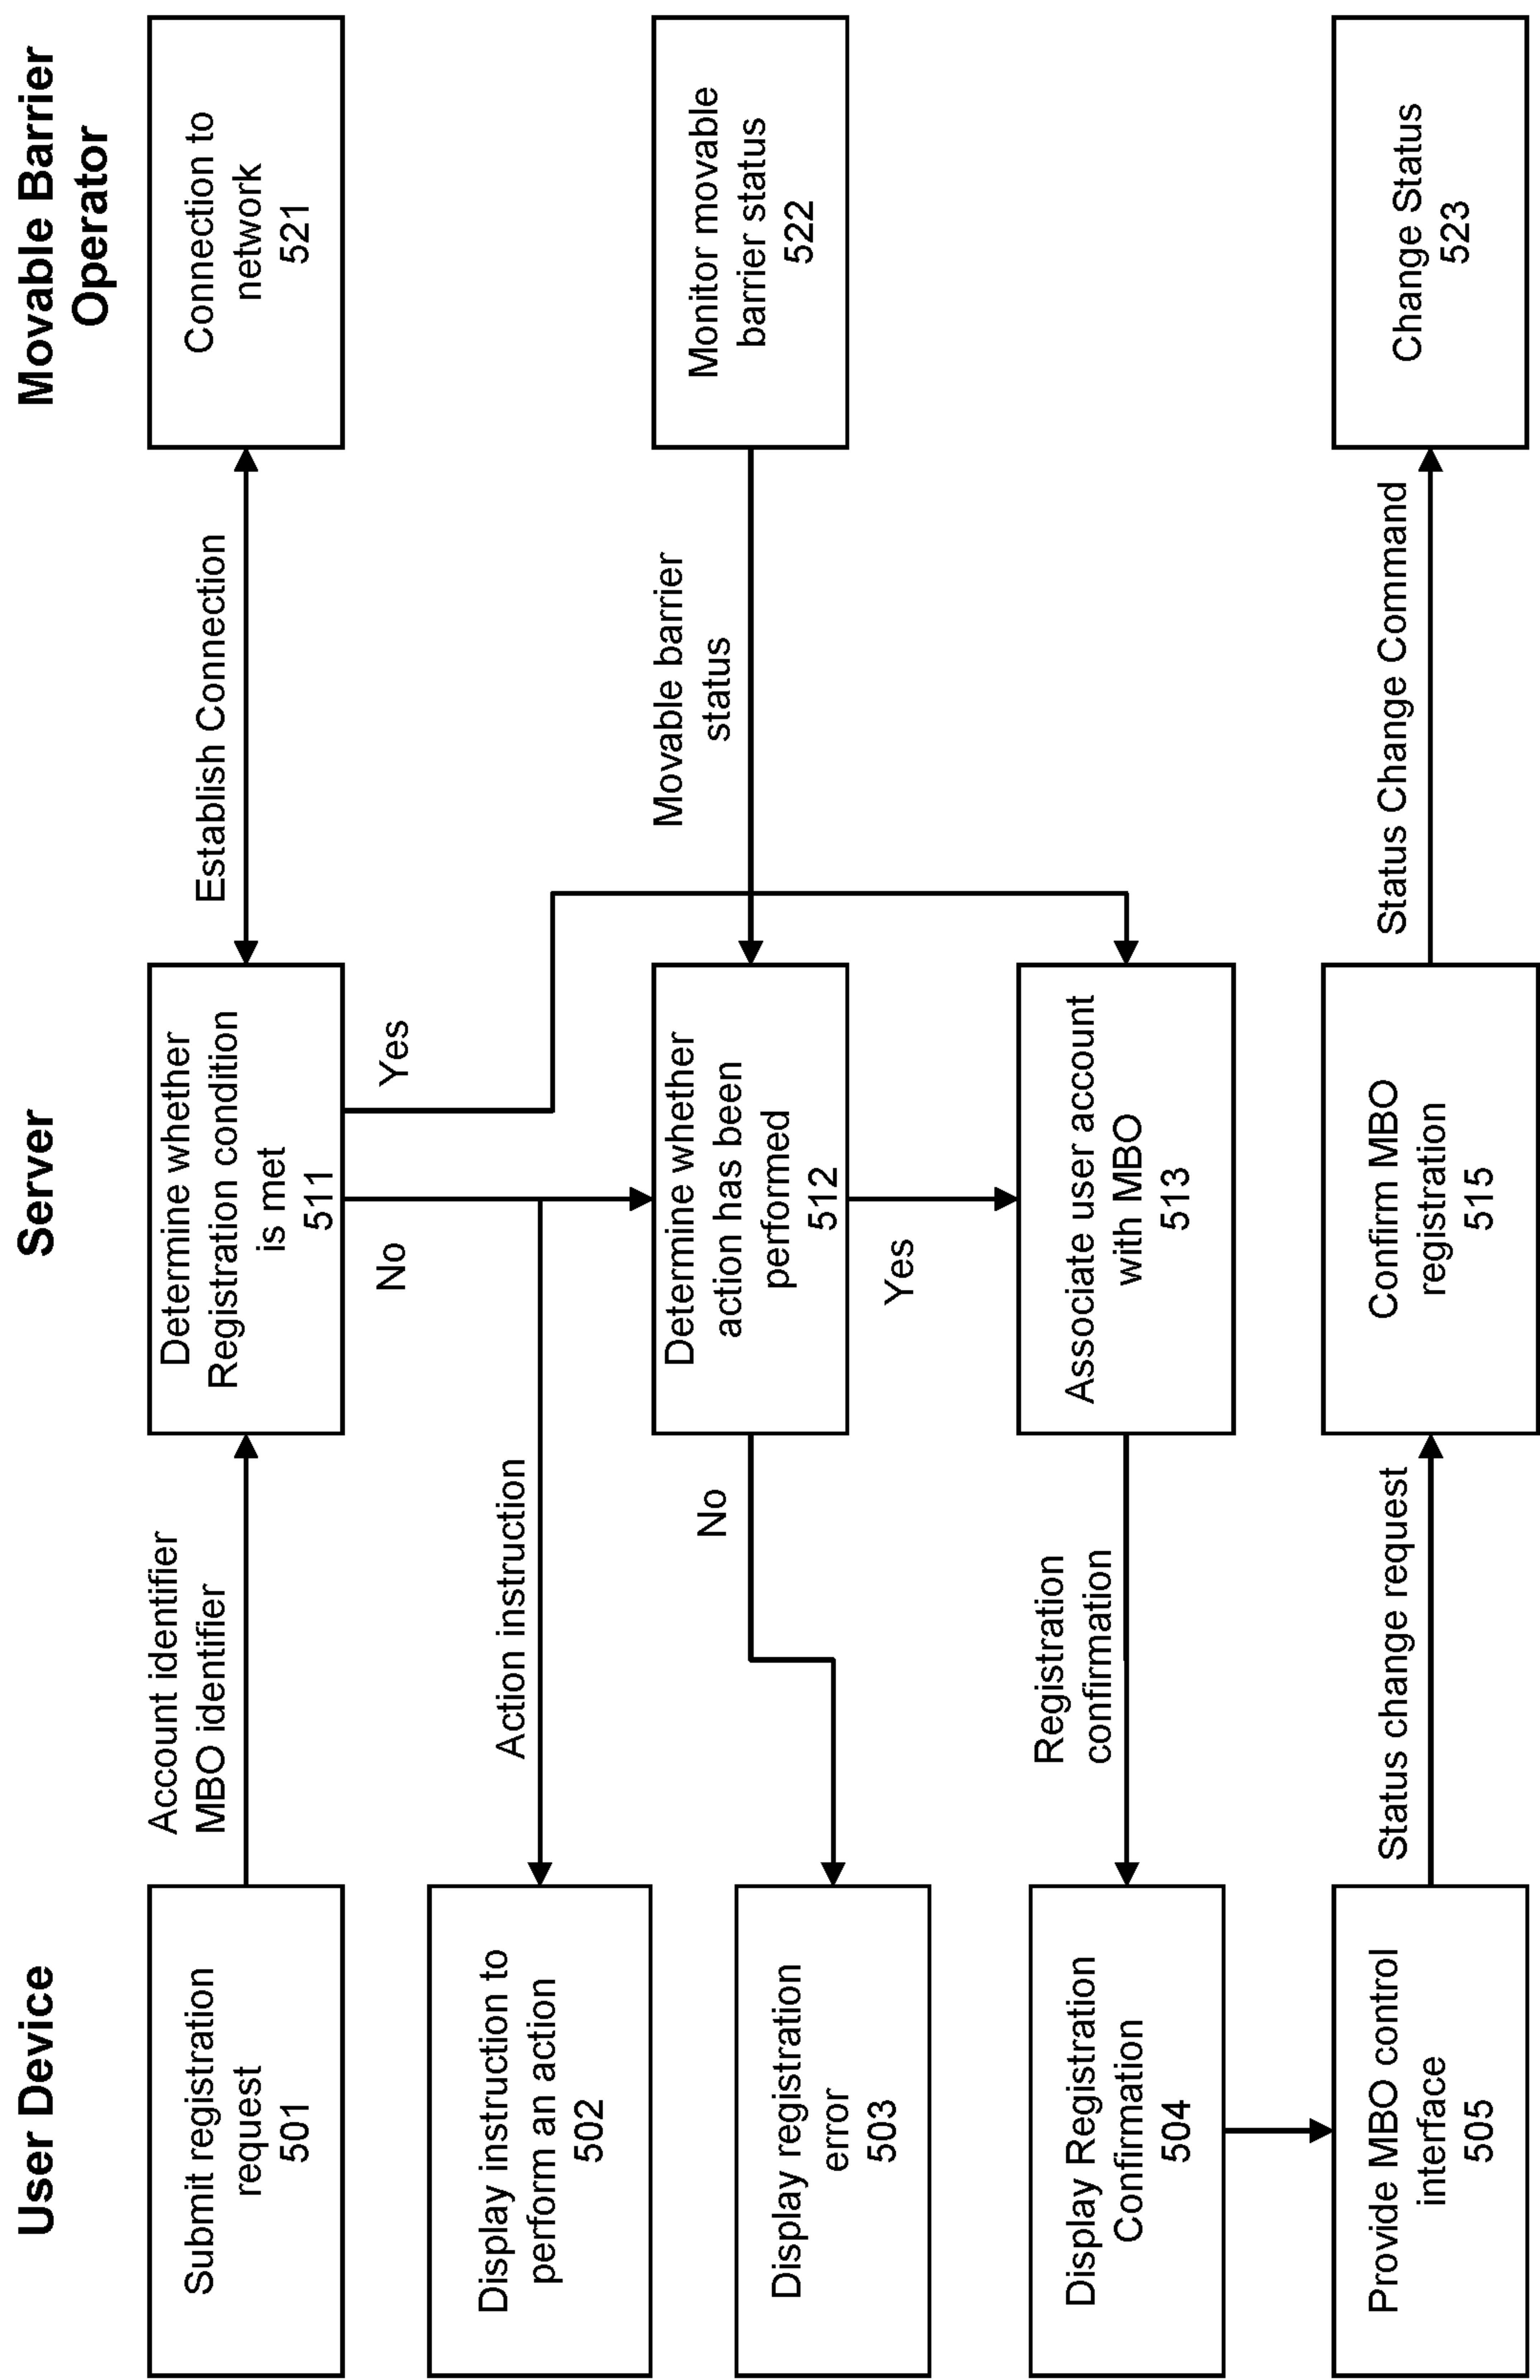 User Device
Server
Movable Barrier
Operator
Submit registration
request
501
Account identifier
MBO identifier
Determine whether
Registration condition
is met
511
Establish Connection
Connection to
network
521
No
Yes
Display instruction to
perform an action
502
Action instruction
Determine whether
action has been
performed
512
Movable barrier
status
Monitor movable
barrier status
522
No
Yes
Display registration
error
503
Display Registration
Confirmation
504
Registration
confirmation
Associate user account
with MBO
513
Provide MBO control
interface
505
Status change request
Confirm MBO
registration
515
Status Change Command
Change Status
523